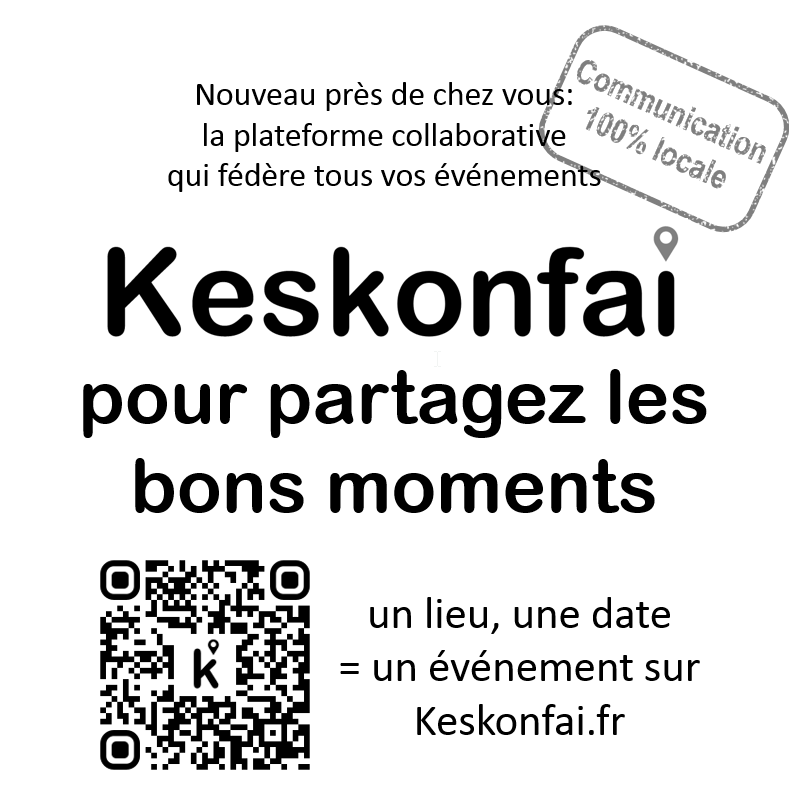 Communication
100% locale
Nouveau près de chez vous:
la plateforme collaborative
qui fédère tous vos événements
Keskonfai
pour partagez les
bons moments
k
un lieu, une date
= un événement sur
Keskonfai.fr